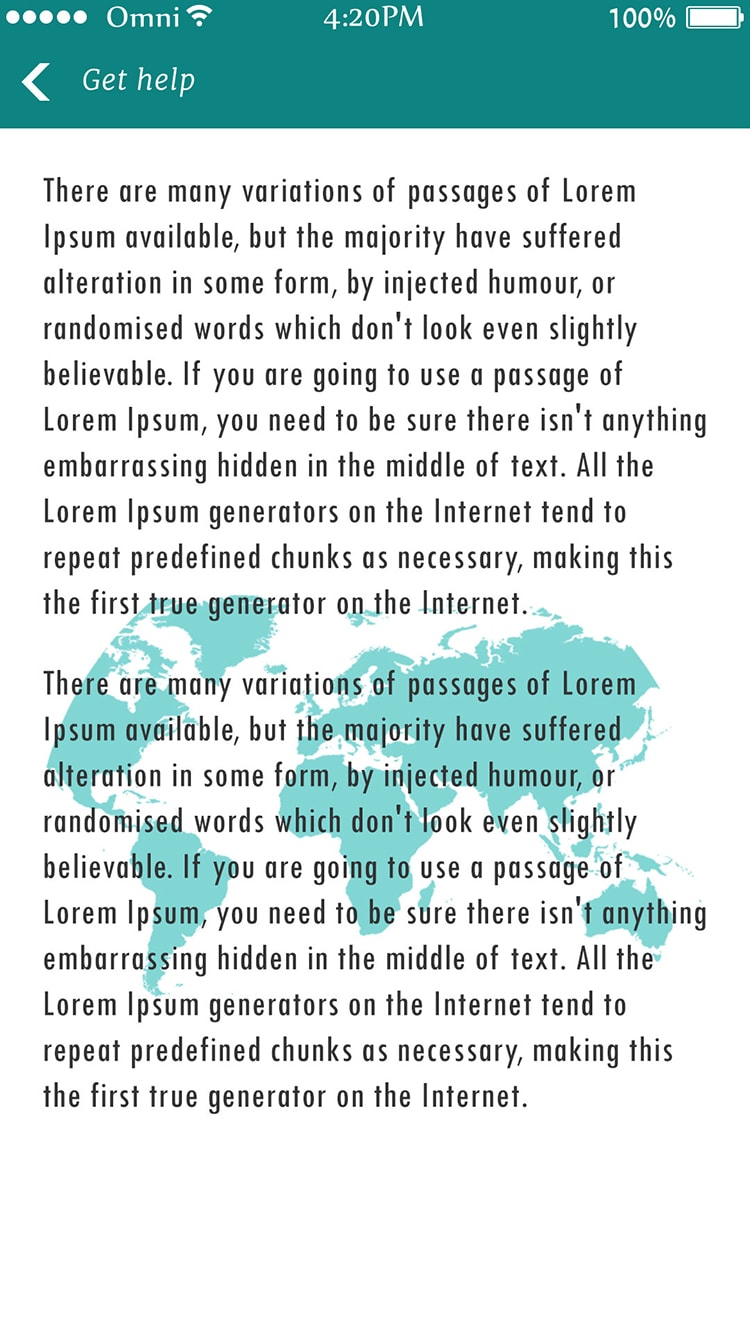 Omni 4:20PM 100%
Get help
There are many variations of passages of Lorem
Ipsum available, but the majority have suffered
alteration in some form, by injected humour, or
randomised words which don't look even slightly
believable. If you are going to use a passage of
Lorem Ipsum, you need to be sure there isn't anything
embarrassing hidden in the middle of text. All the
Lorem Ipsum generators on the Internet tend to
repeat predefined chunks as necessary, making this
the first true generator on the Internet.
There are many variations of passages of Lorem
Ipsum available, but the majority have suffered
alteration in some form, by injected humour, or
randomised words which don't look even slightly
believable. If you are going to use a passage of
Lorem Ipsum, you need to be sure there isn't anything
embarrassing hidden in the middle of text. All the
Lorem Ipsum generators on the Internet tend to
repeat predefined chunks as necessary, making this
the first true generator on the Internet.